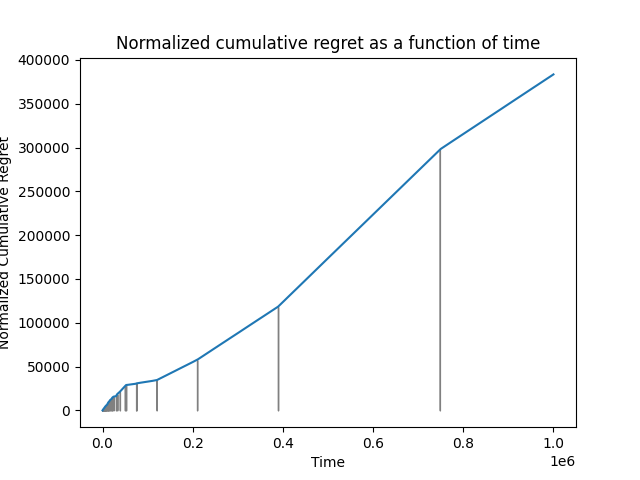 Normalized cumulative regret as a function of time
Normalized Cumulative Regret
400000
350000
300000
250000
200000
150000
100000
50000
0
0.0 0.2 0.4 0.6 0.8 1.0
1e6
Time